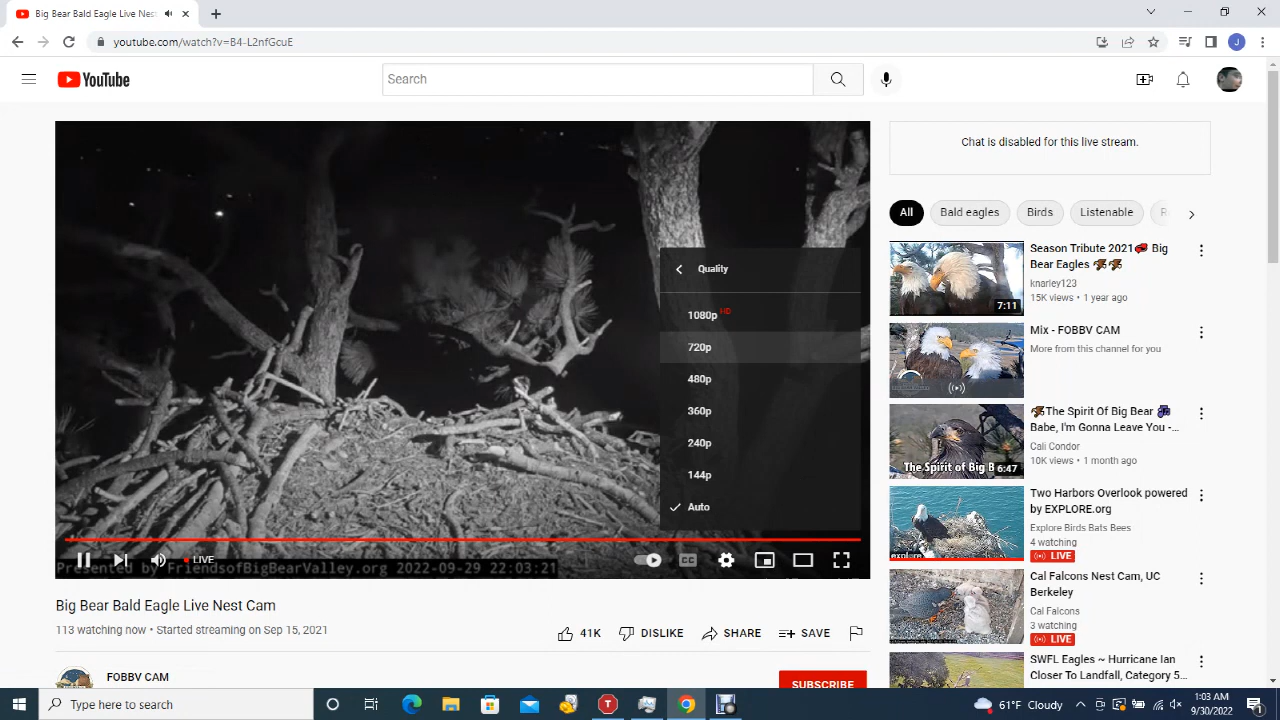 Big Bear Bald Eagle Live Nest
youtube.com/watch?v=B4-L2nfGcuE
J
YouTube
Search
Quality
1080p HD
720p
480p
360p
240p
144p
Auto
LIVE
CC
Presented by FriendsofBigBearValley.org 2022-09-29 22:03:21
Big Bear Bald Eagle Live Nest Cam
113 watching now • Started streaming on Sep 15, 2021
41K
DISLIKE
SHARE
SAVE
FOBBV CAM
SUBSCRIBE
Chat is disabled for this live stream.
All
Bald eagles
Birds
Listenable
7:11
Season Tribute 2021 Big
Bear Eagles
knarley123
15K views • 1 year ago
Mix - FOBBV CAM
More from this channel for you
The Spirit of Big B
6:47
The Spirit Of Big Bear
Babe, I'm Gonna Leave You -...
Cali Condor
10K views • 1 month ago
explore
Two Harbors Overlook powered
by EXPLORE.org
Explore Birds Bats Bees
4 watching
LIVE
Cal Falcons Nest Cam, UC
Berkeley
Cal Falcons
3 watching
LIVE
SWFL Eagles ~ Hurricane Ian
Closer To Landfall, Category 5...
Type here to search
T
61°F Cloudy
1:03 AM
9/30/2022
1